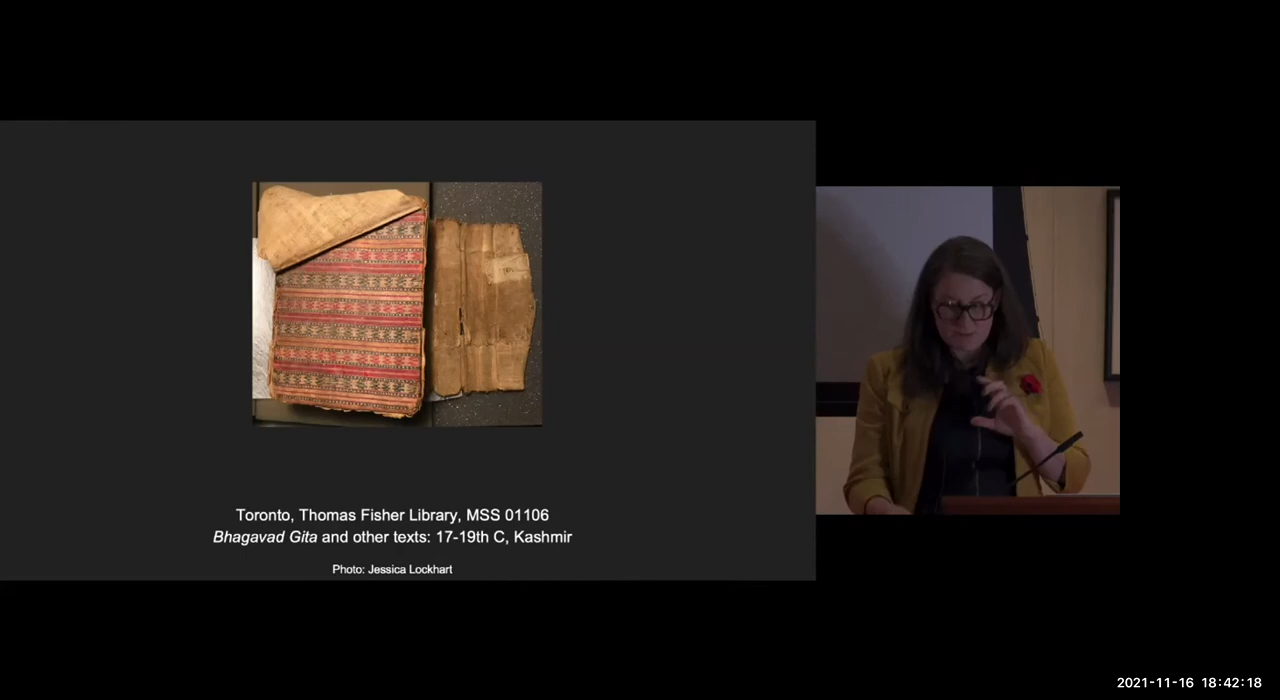 Toronto, Thomas Fisher Library, MSS 01106
Bhagavad Gita and other texts: 17-19th C, Kashmir
Photo: Jessica Lockhart
2021-11-16 18:42:18